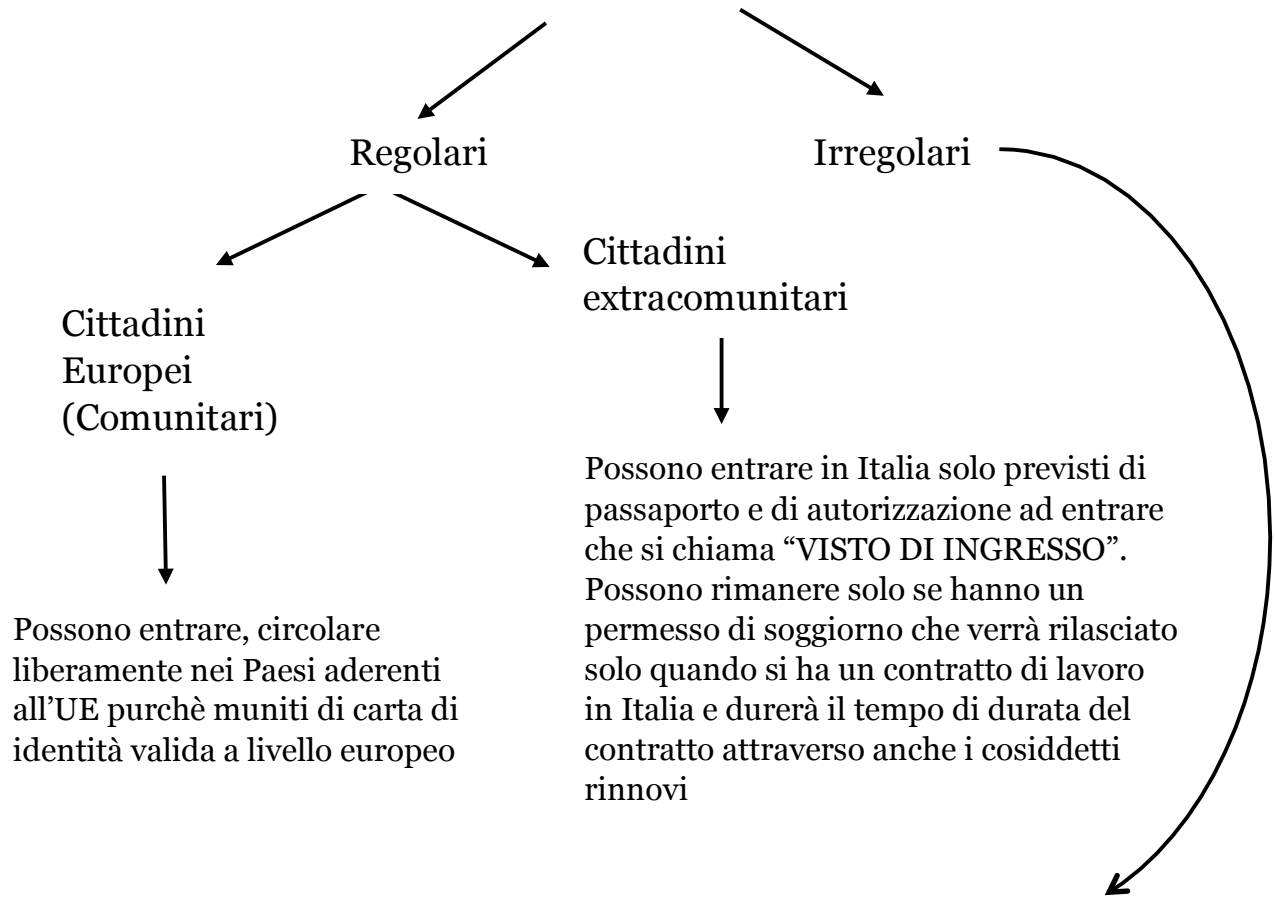 Regolari
Irregolari
Cittadini
extracomunitari
Cittadini
Europei
(Comunitari)
Possono entrare in Italia solo previsti di
passaporto e di autorizzazione ad entrare
che si chiama “VISTO DI INGRESSO”.
Possono rimanere solo se hanno un
permesso di soggiorno che verrà rilasciato
solo quando si ha un contratto di lavoro
in Italia e durerà il tempo di durata del
contratto attraverso anche i cosiddetti
rinnovi
Possono entrare, circolare
liberamente nei Paesi aderenti
all’UE purchè muniti di carta di
identità valida a livello europeo